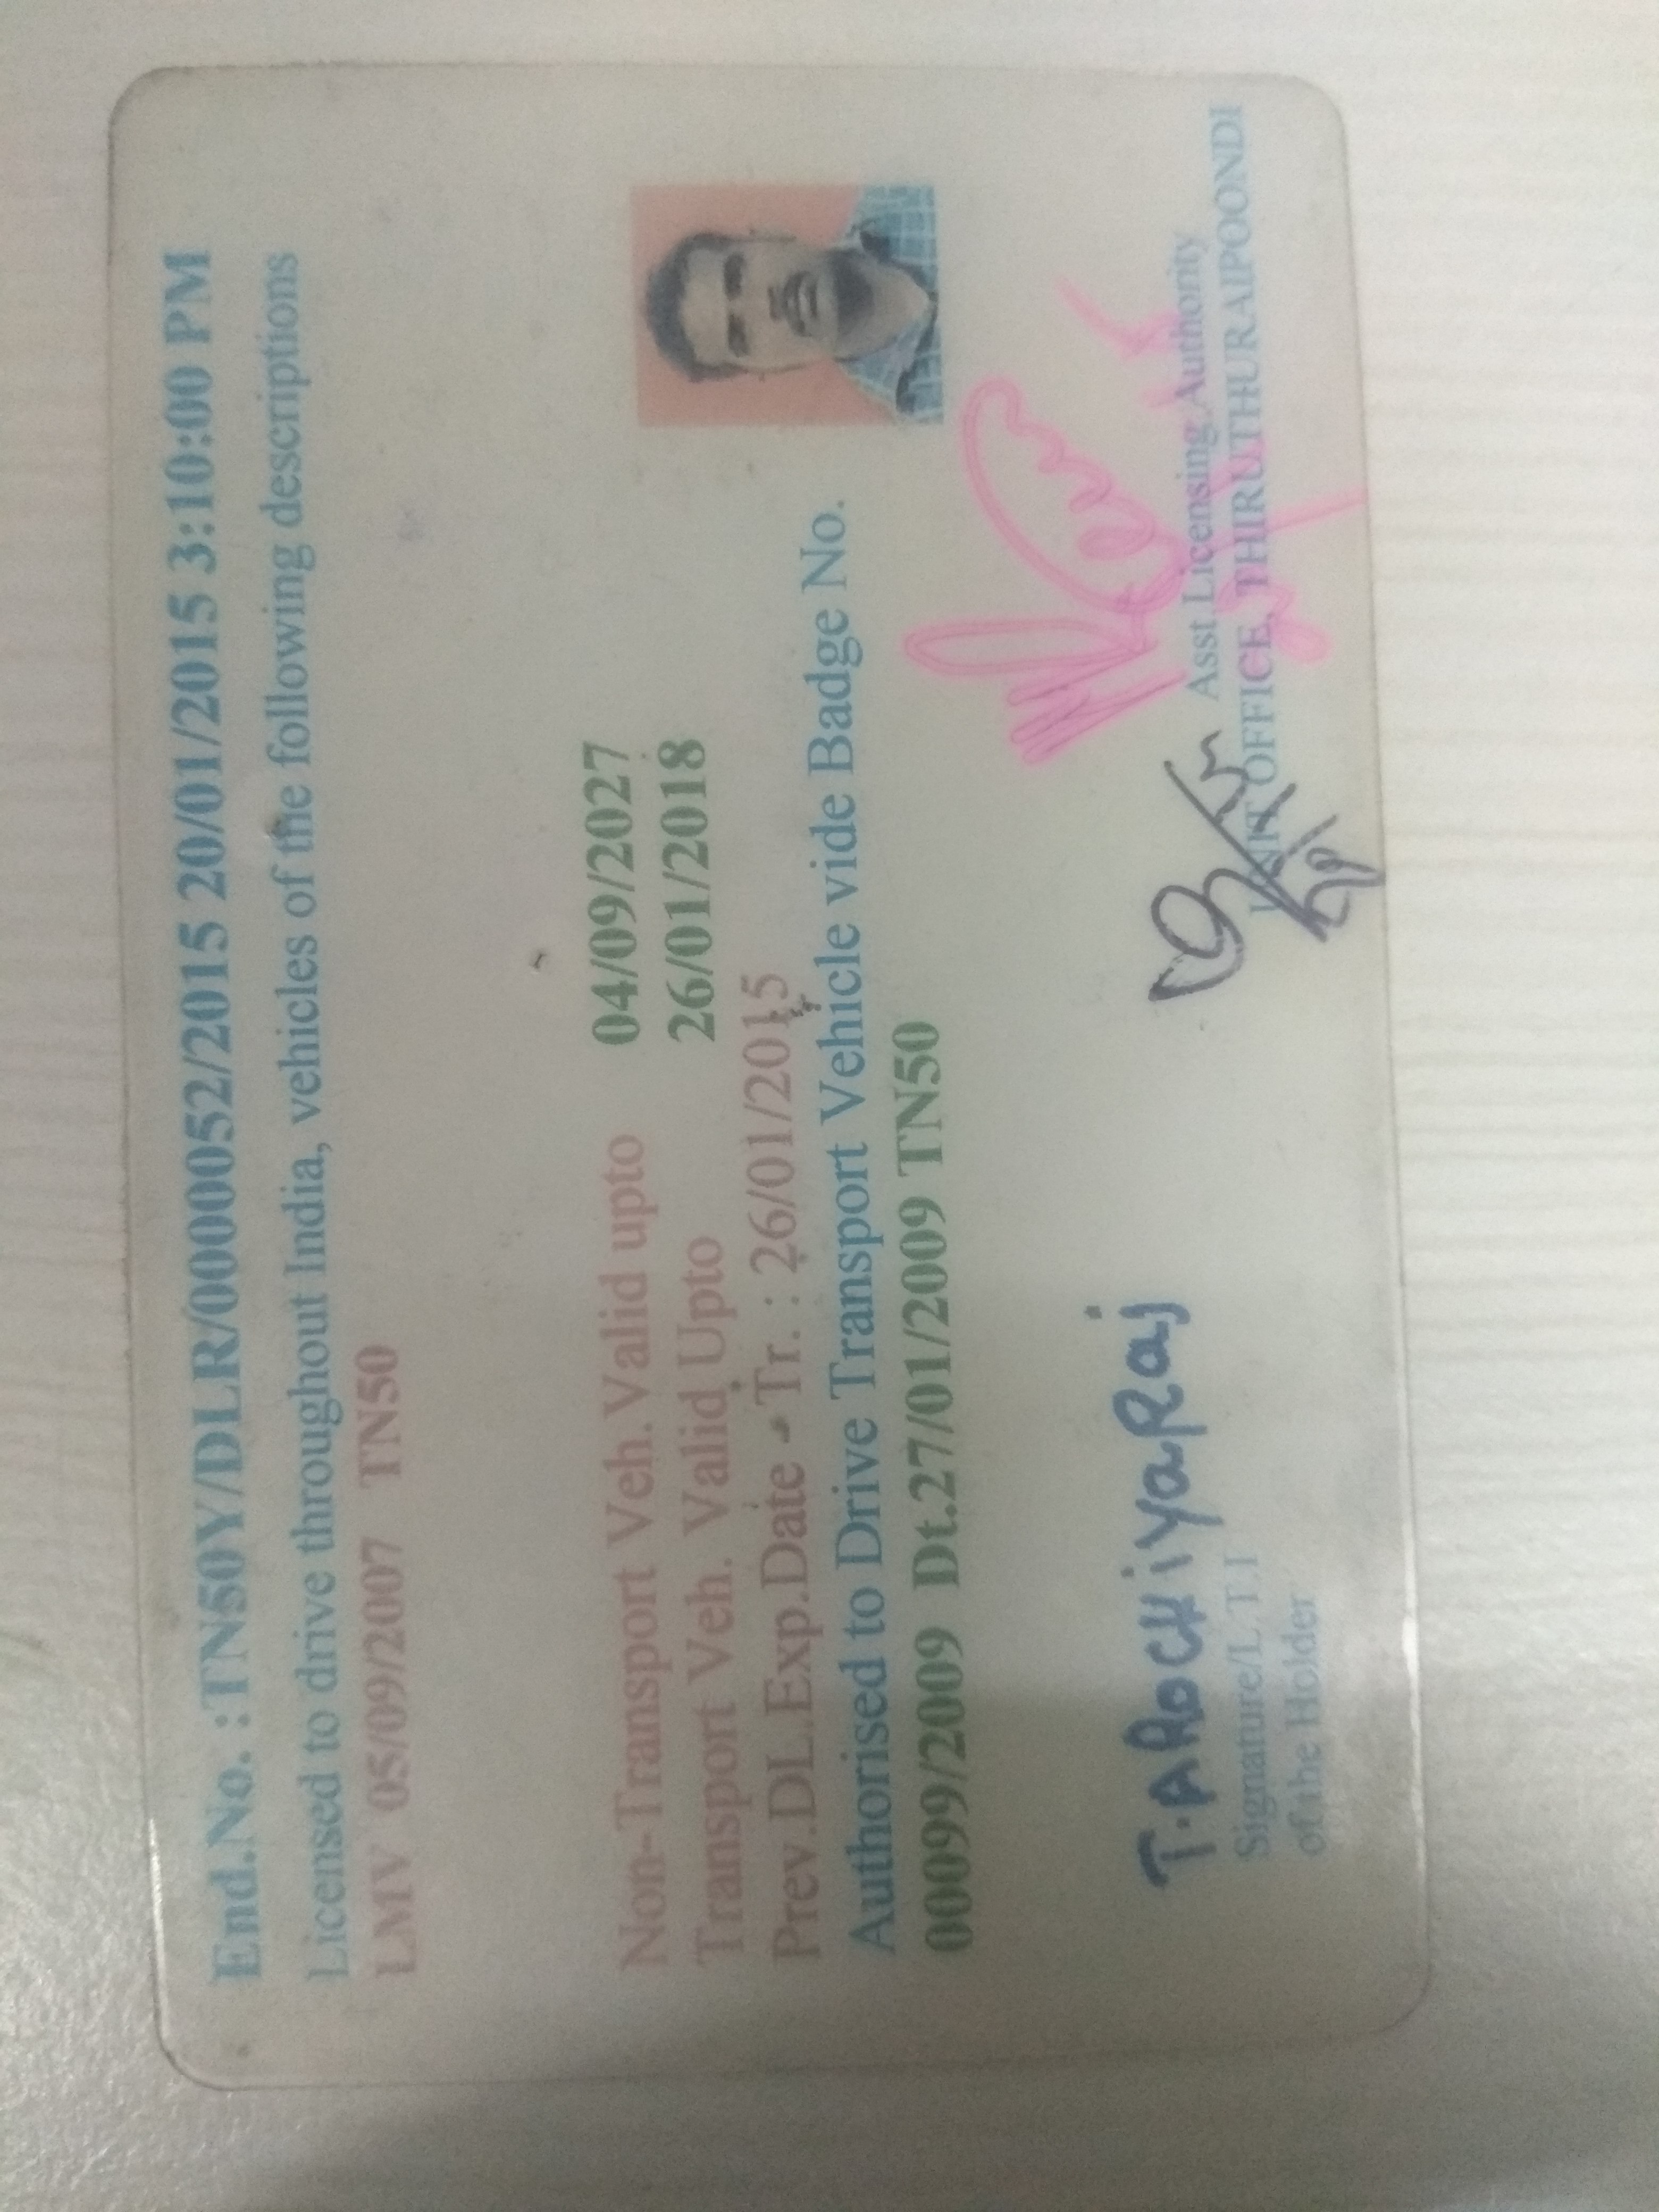 End.No. :TN50Y/DLR/0000052/2015 20/01/2015 3:10:00 PM
Licensed to drive throughout India, vehicles of the following descriptions
LMV 05/09/2007 TN50
Non-Transport Veh.Valid upto 04/09/2027
Transport Veh. Valid Upto 26/01/2018
Prev.DL.Exp.Date - Tr. : 26/01/2015
Authorised to Drive Transport Vehicle vide Badge No.
00099/2009 Dt.27/01/2009 TN50
T.AROCKiYaRaj
Signature/L.T.I
of the Holder
Asst.Licensing Authority
UNIT OFFICE, THIRUTHURAIPOONDI